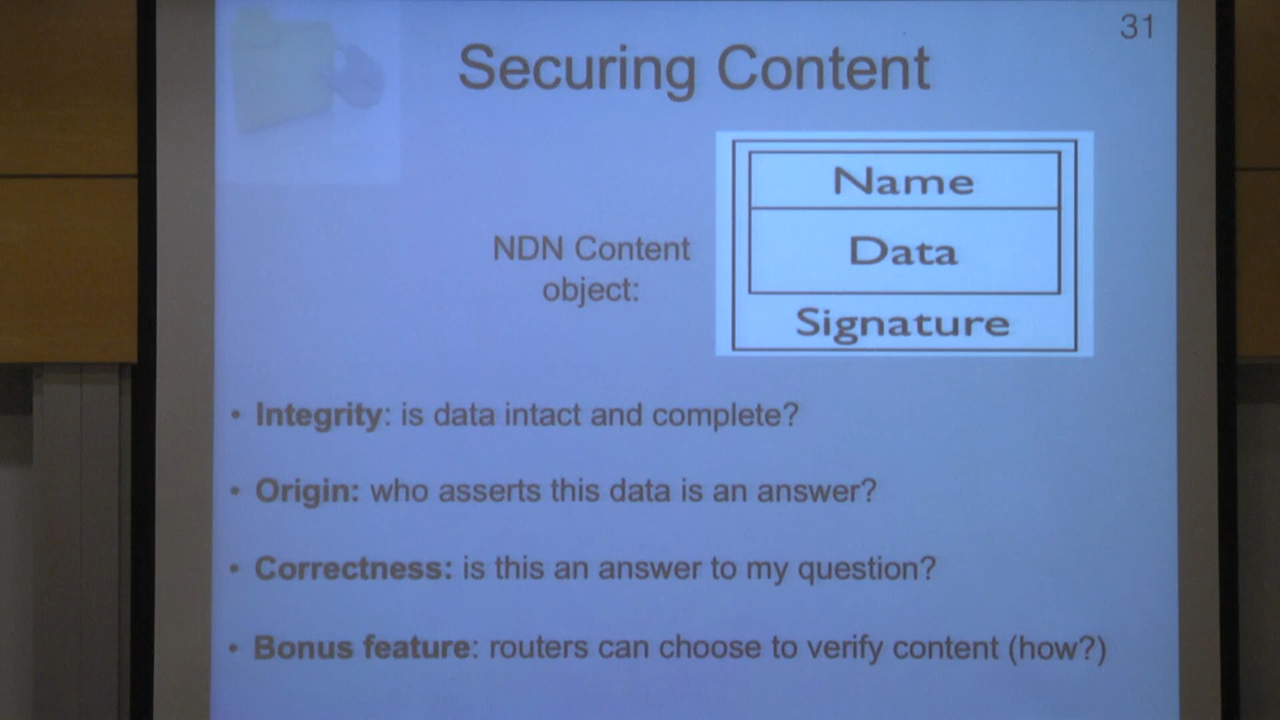 31
Securing Content
Name
NDN Content
object:
Data
Signature
• Integrity: is data intact and complete?
• Origin: who asserts this data is an answer?
• Correctness: is this an answer to my question?
• Bonus feature: routers can choose to verify content (how?)